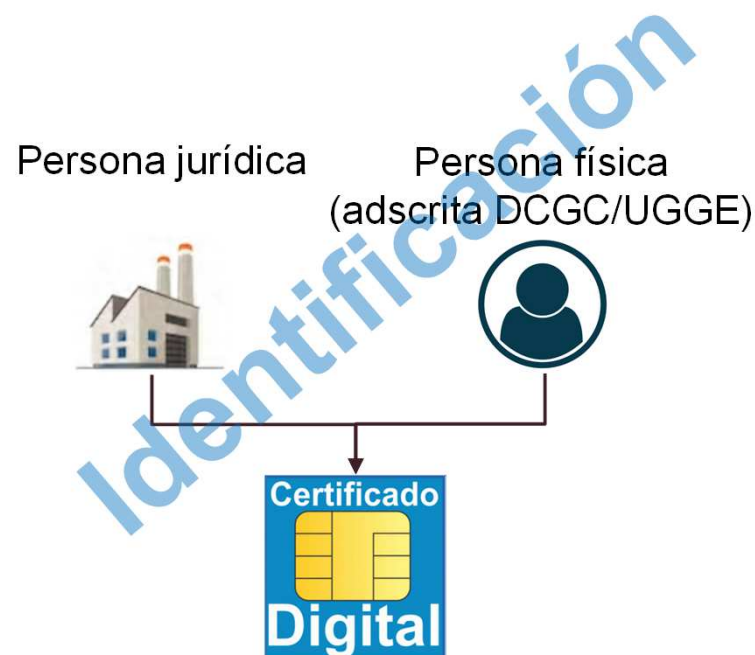 Identificación
Persona jurídica
Persona física
(adscrita DCGC/UGGE)
Certificado
Digital